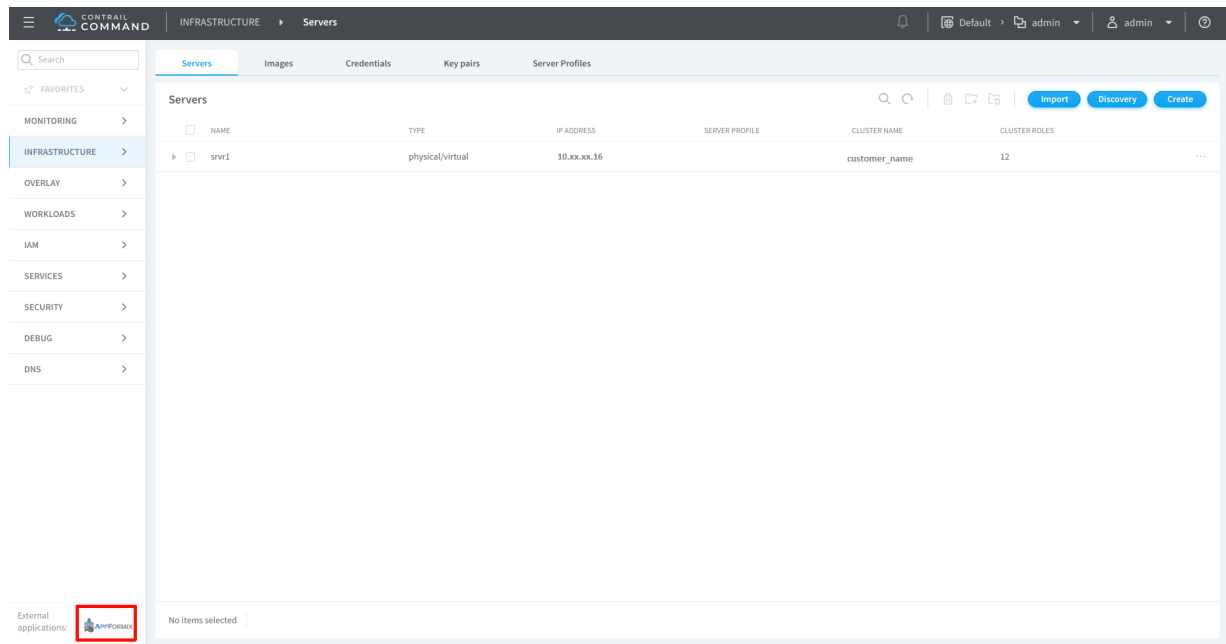 CONTRAIL
COMMAND
INFRASTRUCTURE Servers
Default > admin admin
Search
FAVORITES
MONITORING
INFRASTRUCTURE
OVERLAY
WORKLOADS
IAM
SERVICES
SECURITY
DEBUG
DNS
External
applications:
APPFORMIX
Servers Images Credentials Key pairs Server Profiles
Servers
Import Discovery Create
NAME TYPE IP ADDRESS SERVER PROFILE CLUSTER NAME CLUSTER ROLES
srvr1 physical/virtual 10.xx.xx.16 customer_name 12 ...
No items selected